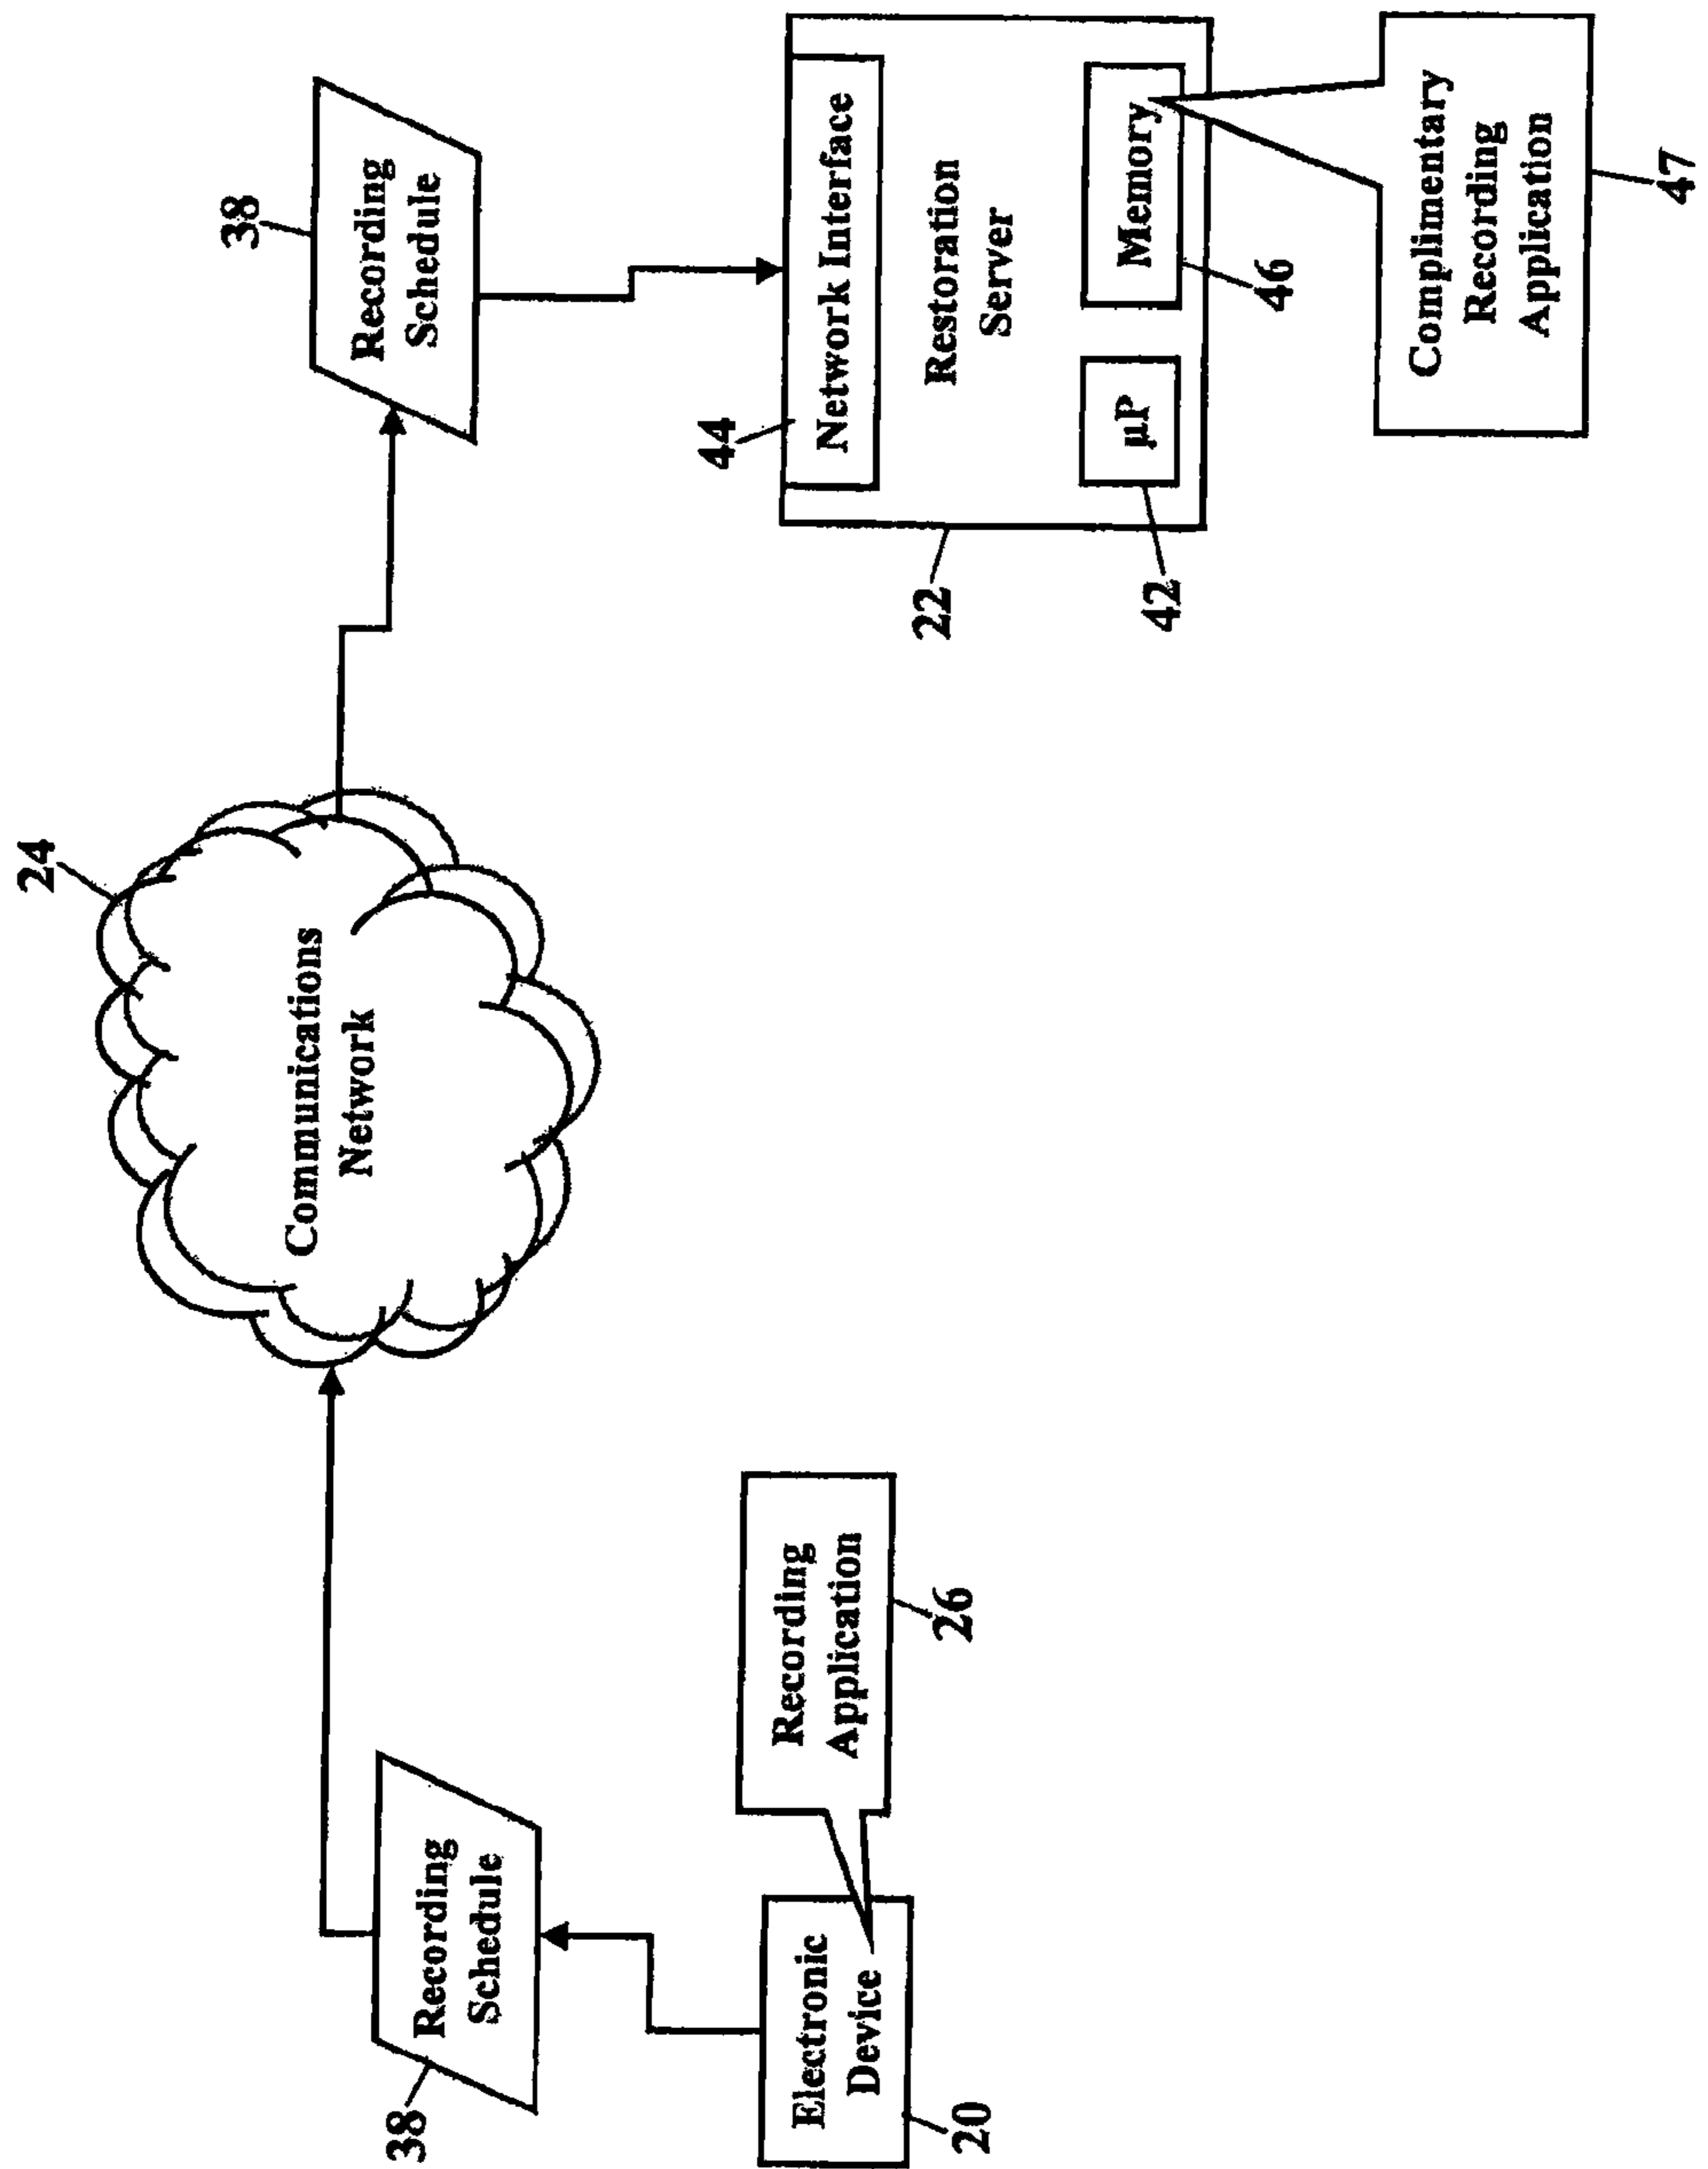 24
38
Recording
Schedule
Communications
Network
38
Recording
Schedule
44
Network Interface
Restoration
Server
22
µP
42
Memory
46
Electronic
Device
20
Recording
Application
26
Complimentary
Recording
Application
47